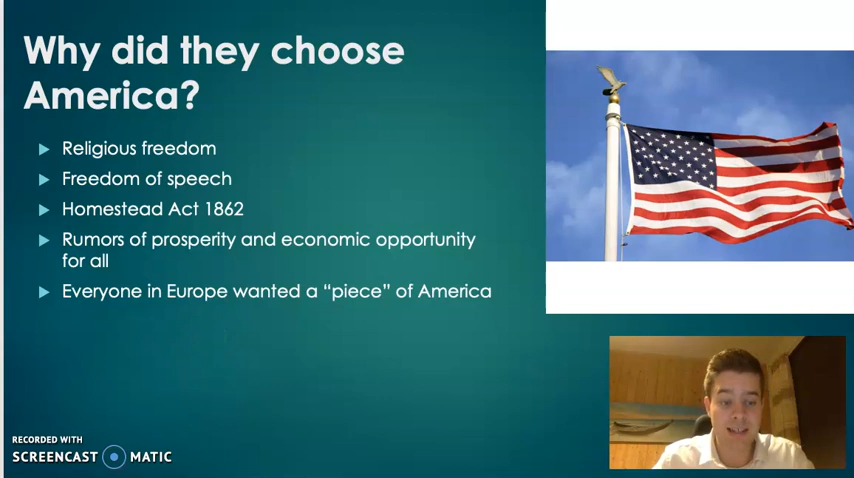 Why did they choose
America?
Religious freedom
Freedom of speech
Homestead Act 1862
Rumors of prosperity and economic opportunity
for all
Everyone in Europe wanted a “piece” of America
RECORDED WITH
SCREENCAST MATIC